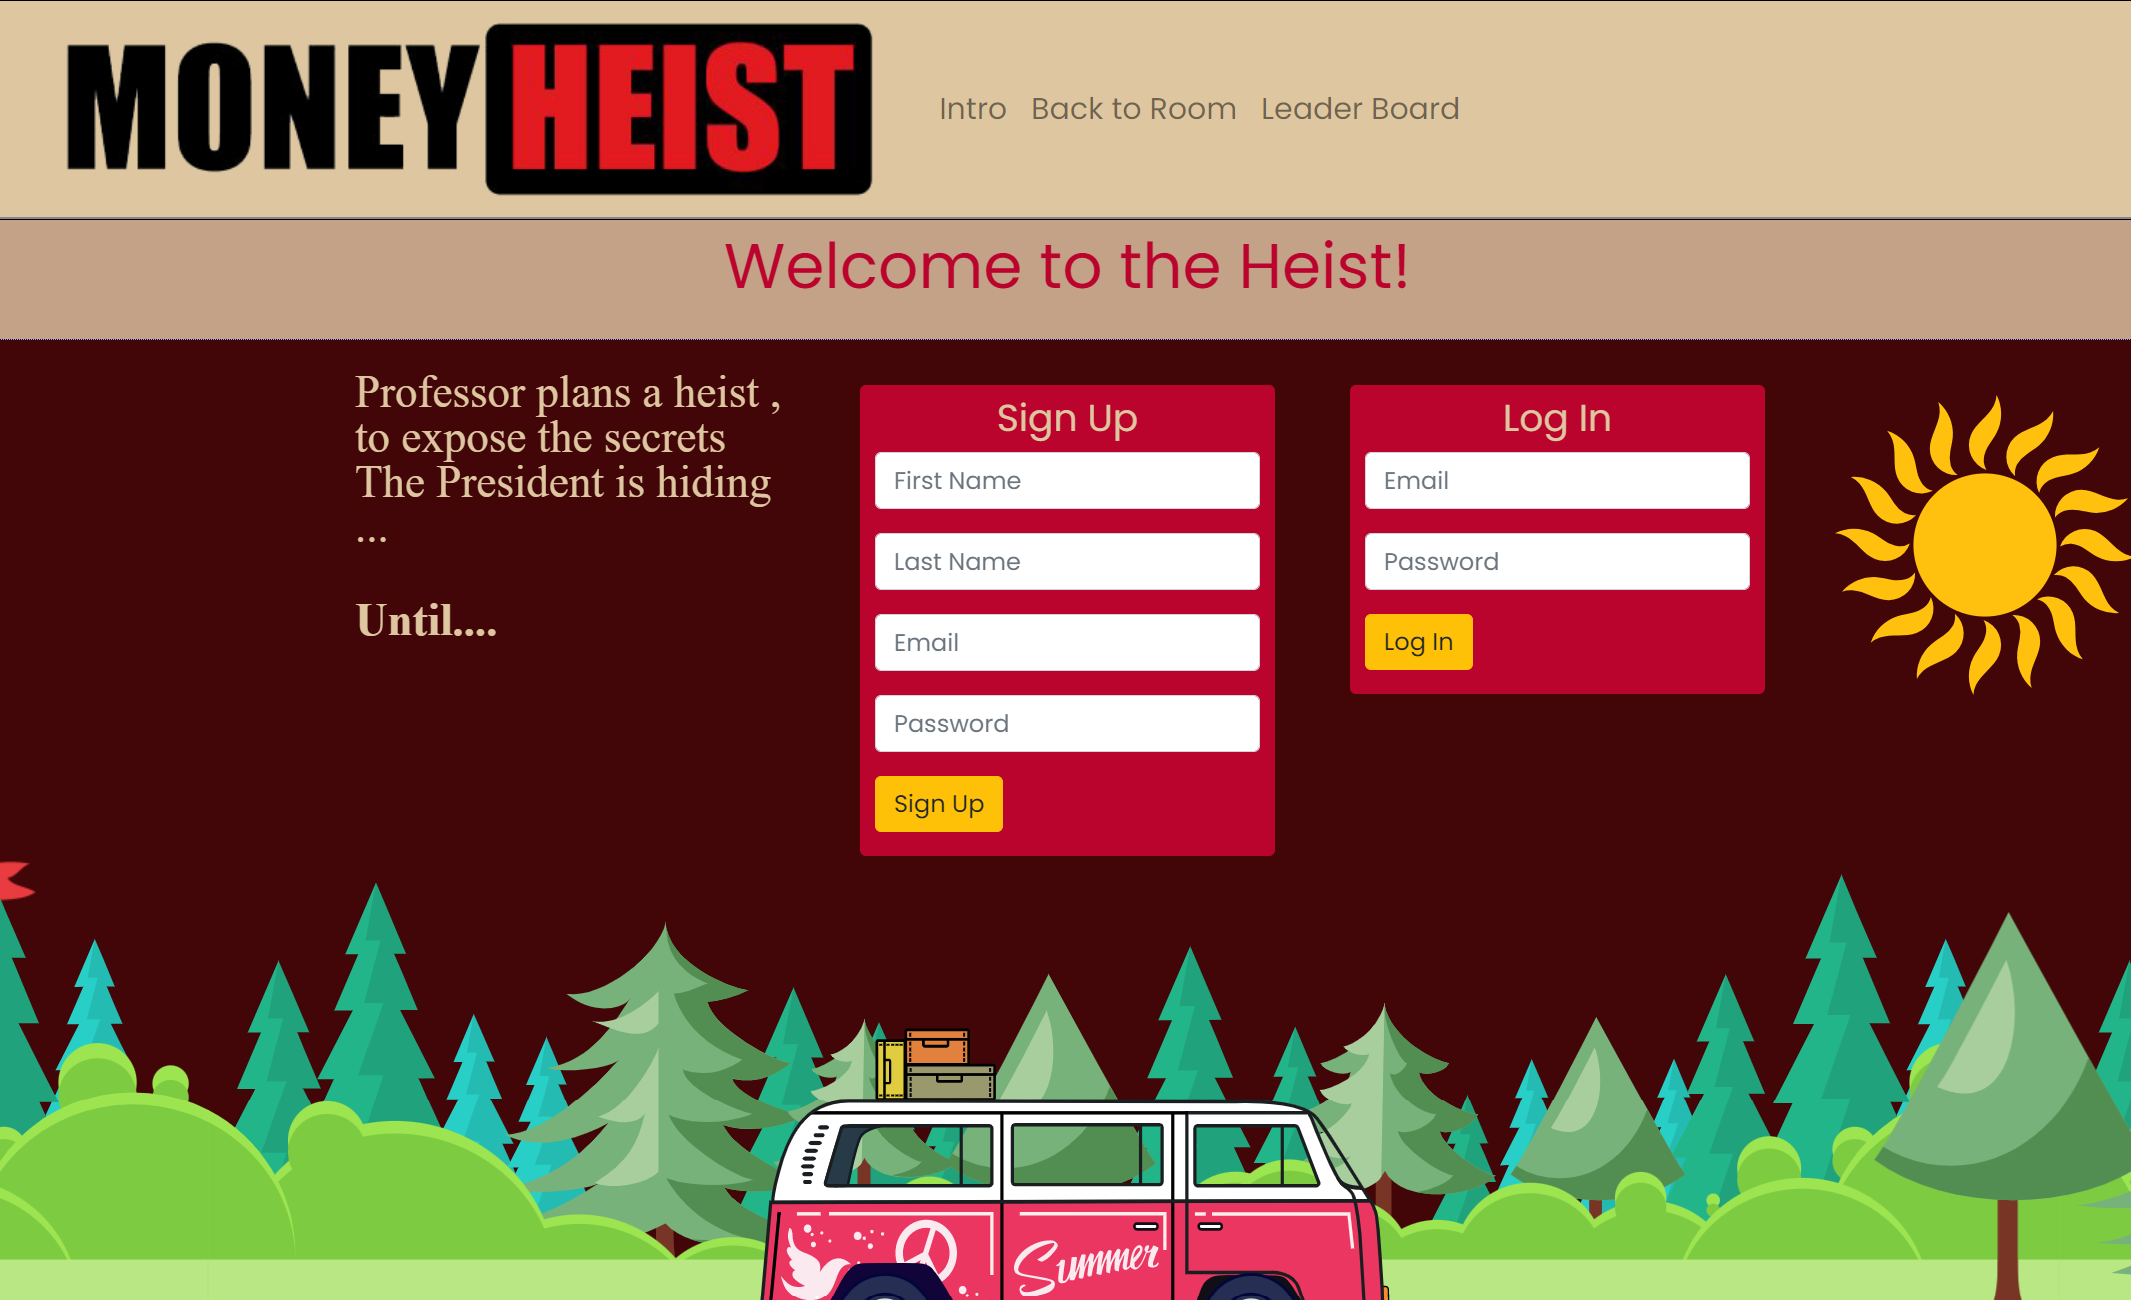 MONEY HEIST
Intro Back to Room Leader Board
Welcome to the Heist!
Professor plans a heist ,
to expose the secrets
The President is hiding
...
Until....
Sign Up
First Name
Last Name
Email
Password
Sign Up
Log In
Email
Password
Log In
Summer